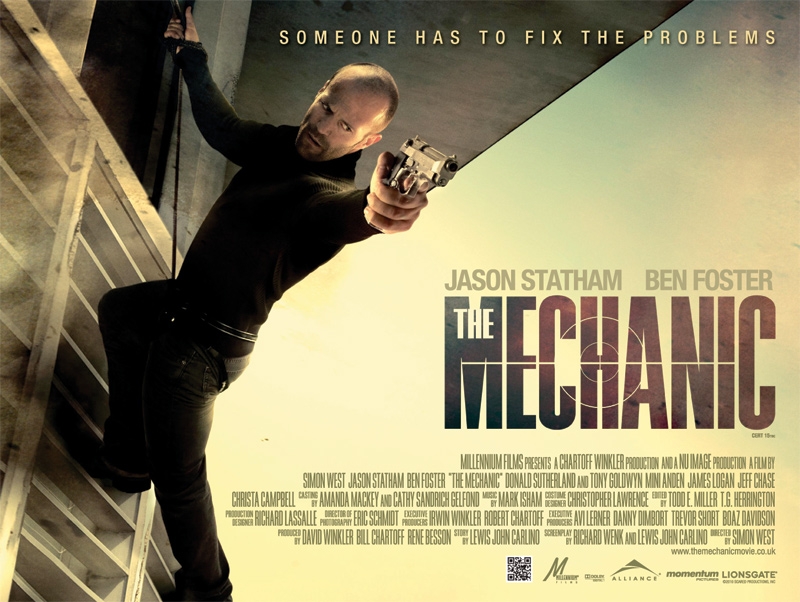 SOMEONE HAS TO FIX THE PROBLEMS
JASON STATHAM BEN FOSTER
THE
MECHANIC
MILLENNIUM FILMS PRESENTS A CHARTOFF WINKLER PRODUCTION AND A NU IMAGE PRODUCTION A FILM BY
SIMON WEST JASON STATHAM BEN FOSTER "THE MECHANIC" DONALD SUTHERLAND AND TONY GOLDWYN MINI ANDEN JAMES LOGAN JEFF CHASE
CHRISTA CAMPBELL CASTING BY AMANDA MACKEY AND CATHY SANDRICH GELFOND MUSIC BY MARK ISHAM COSTUME DESIGNER CHRISTOPHER LAWRENCE EDITED BY TODD E. MILLER T.G. HERRINGTON
PRODUCTION DESIGNER RICHARD LASSALLE DIRECTOR OF PHOTOGRAPHY ERIC SCHMIDT EXECUTIVE PRODUCERS IRWIN WINKLER ROBERT CHARTOFF EXECUTIVE PRODUCERS AVI LERNER DANNY DIMBORT TREVOR SHORT BOAZ DAVIDSON
PRODUCED BY DAVID WINKLER BILL CHARTOFF RENE BESSON STORY BY LEWIS JOHN CARLINO SCREENPLAY BY RICHARD WENK AND LEWIS JOHN CARLINO DIRECTED BY SIMON WEST
www.themechanicmovie.co.uk
MILLENNIUM FILMS DOLBY ALLIANCE momentum PICTURES LIONSGATE